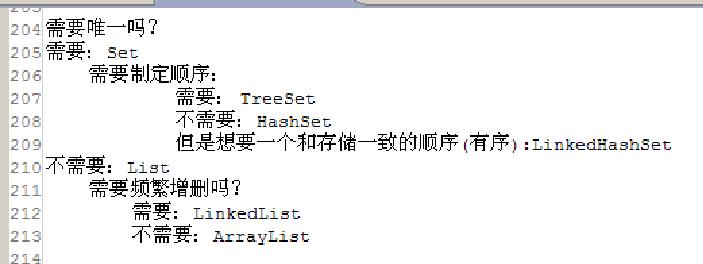 204 需要唯一吗?
205 需要: Set
206 需要制定顺序:
207 需要: TreeSet
208 不需要: HashSet
209 但是想要一个和存储一致的顺序(有序):LinkedHashSet
210 不需要: List
211 需要频繁增删吗?
212 需要: LinkedList
213 不需要: ArrayList
214